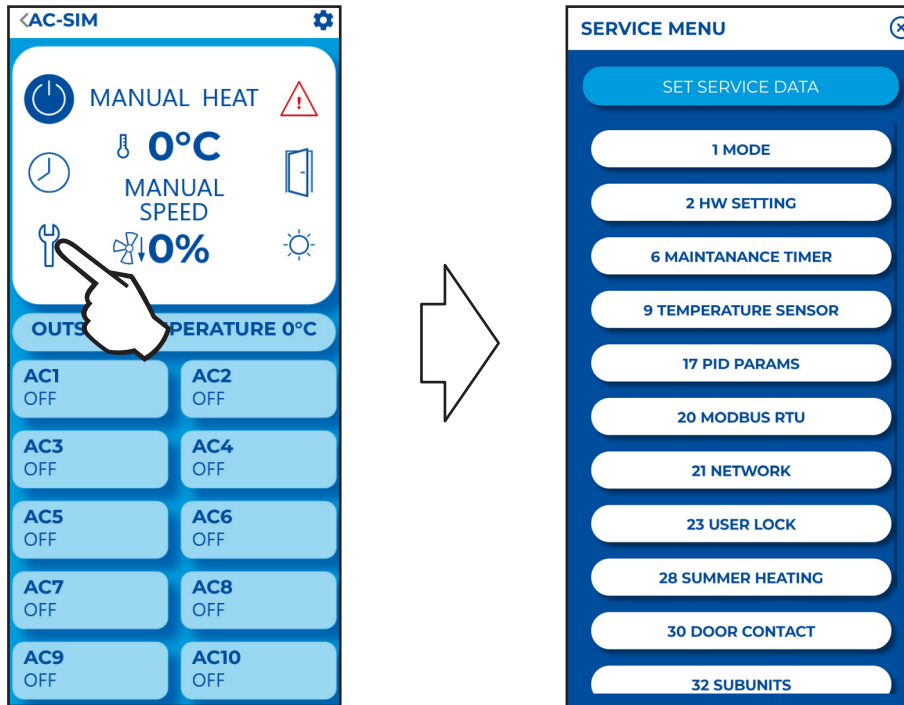 <AC-SIM
MANUAL HEAT
0°C
MANUAL
SPEED
0%
OUTS PERATURE 0°C
AC1
OFF
AC2
OFF
AC3
OFF
AC4
OFF
AC5
OFF
AC6
OFF
AC7
OFF
AC8
OFF
AC9
OFF
AC10
OFF
SERVICE MENU
SET SERVICE DATA
1 MODE
2 HW SETTING
6 MAINTANANCE TIMER
9 TEMPERATURE SENSOR
17 PID PARAMS
20 MODBUS RTU
21 NETWORK
23 USER LOCK
28 SUMMER HEATING
30 DOOR CONTACT
32 SUBUNITS